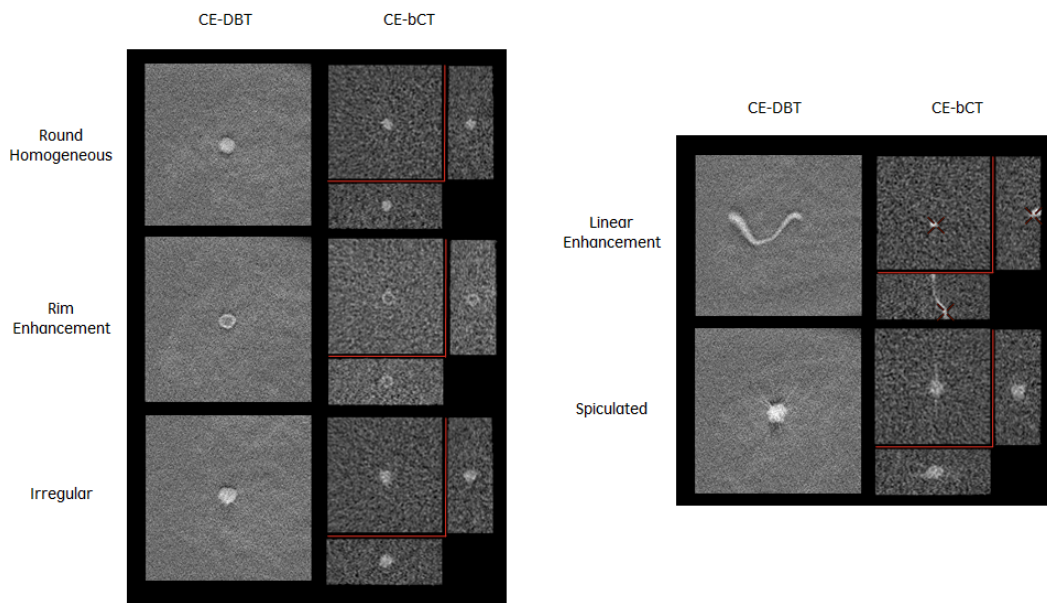 CE-DBT
CE-bCT
Round
Homogeneous
Rim
Enhancement
Irregular
CE-DBT
CE-bCT
Linear
Enhancement
Spiculated